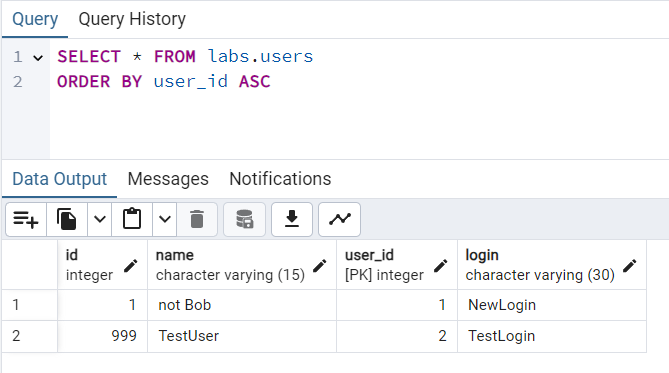 Query Query History
1 SELECT * FROM labs.users
2 ORDER BY user_id ASC
Data Output Messages Notifications
id name user_id login
integer character varying (15) [PK] integer character varying (30)
1 1 not Bob 1 NewLogin
2 999 TestUser 2 TestLogin